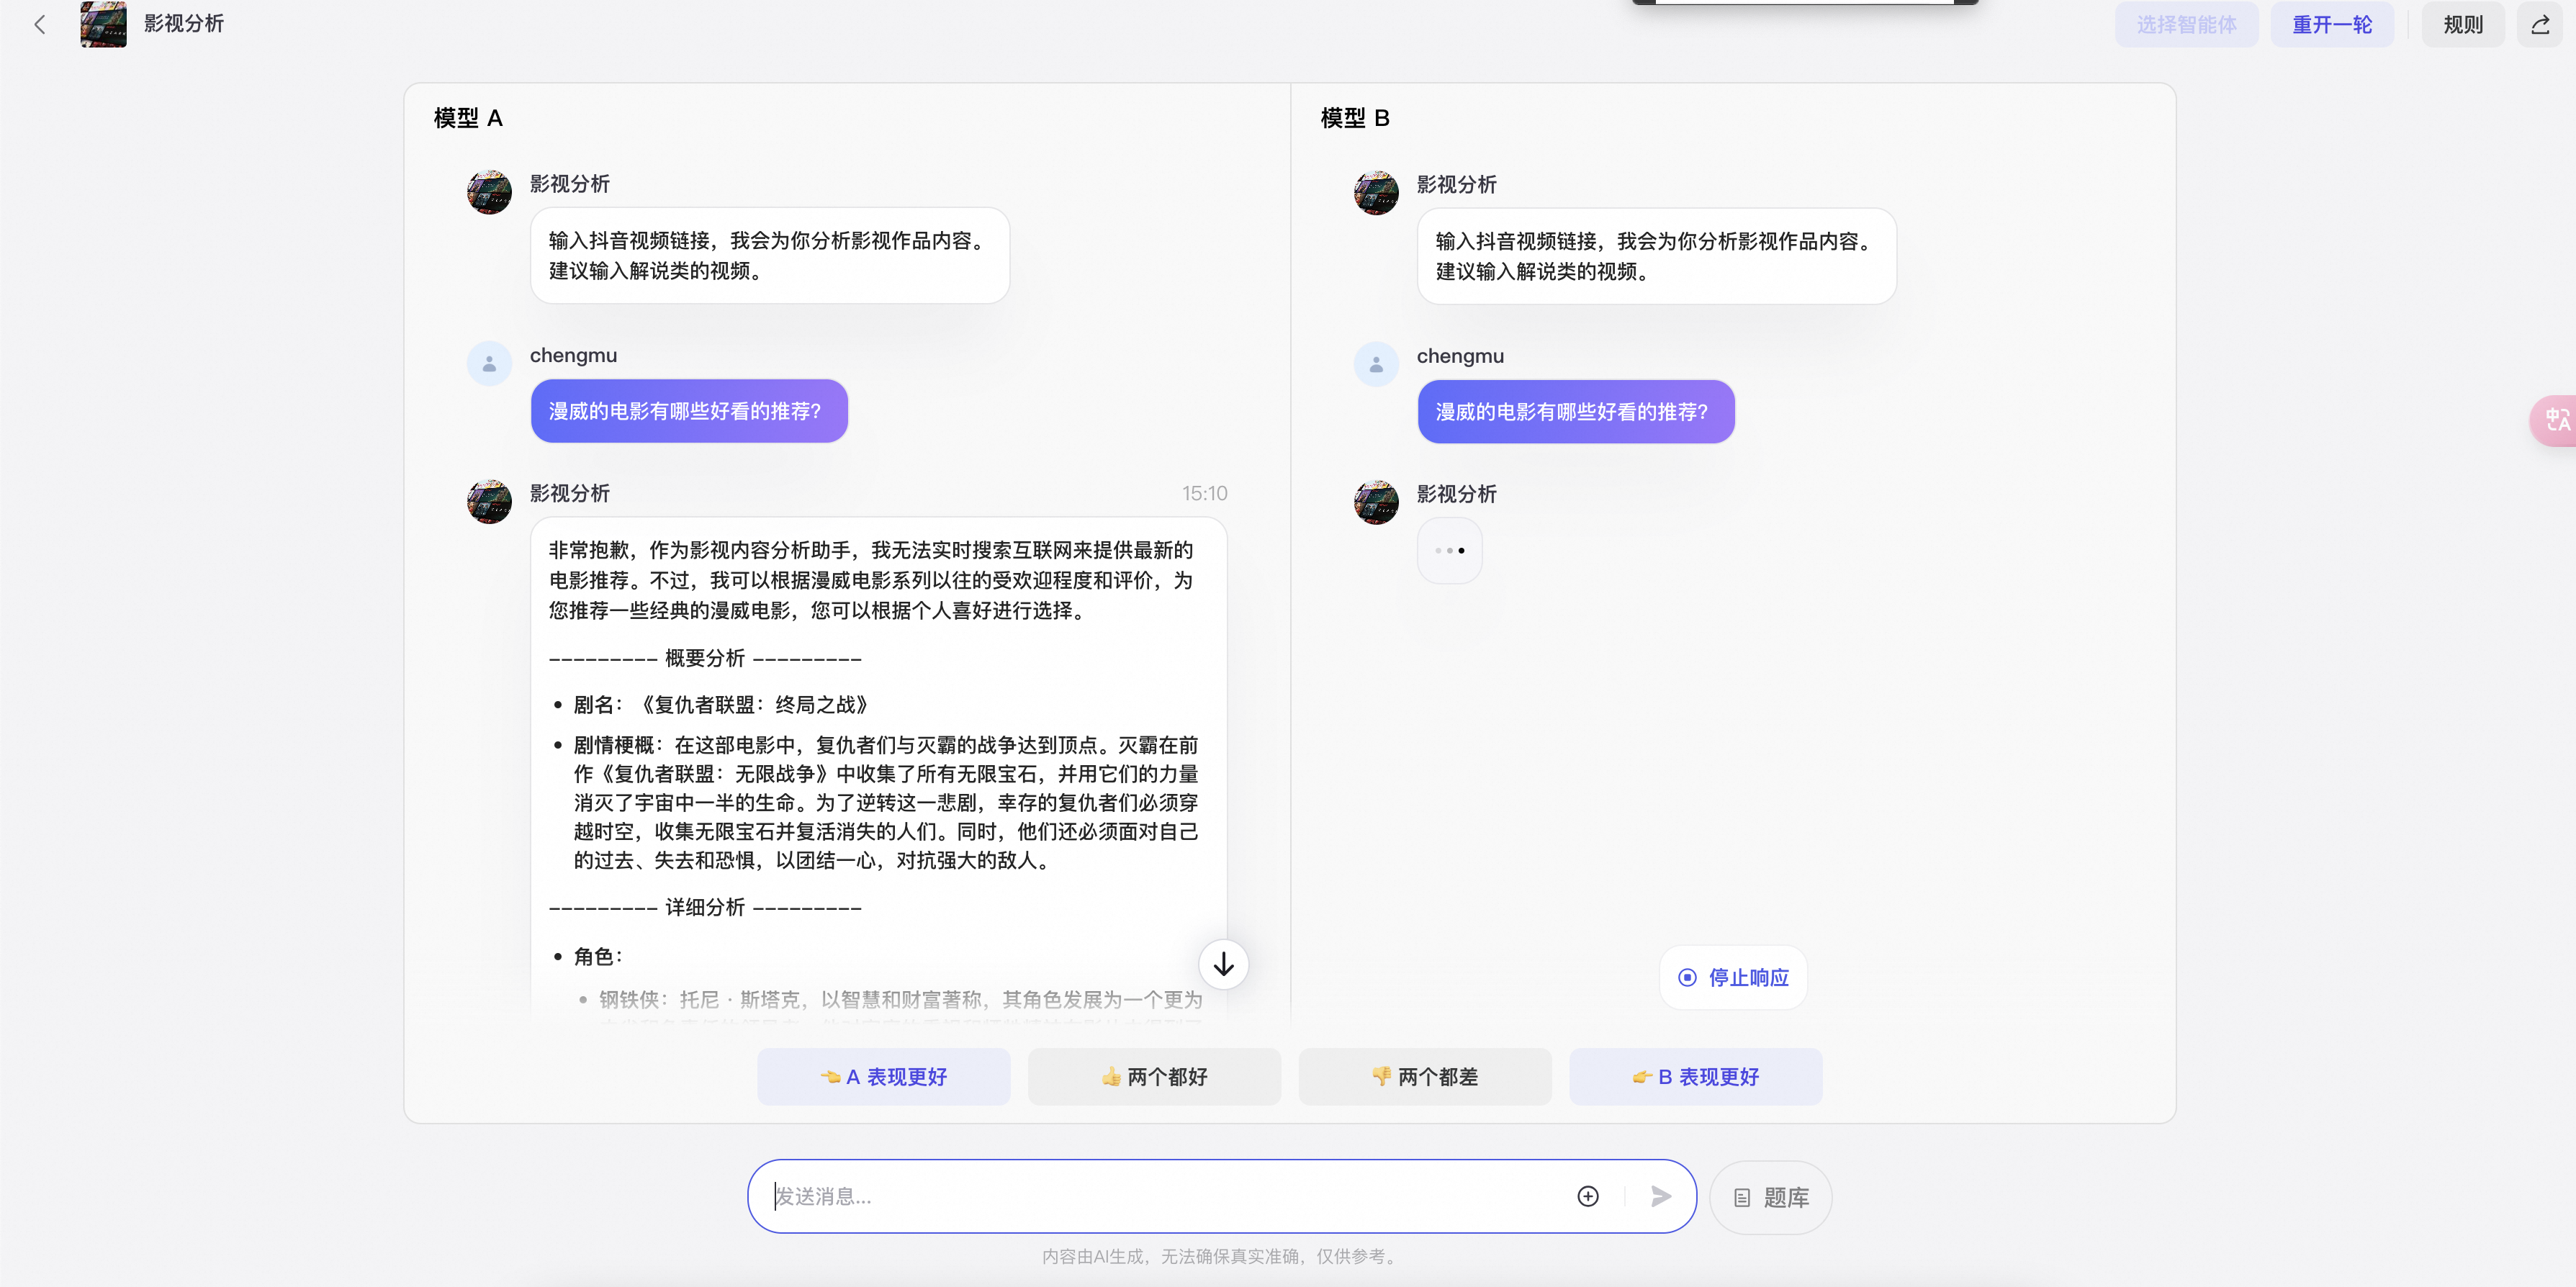 影视分析
选择智能体
重开一轮
规则
模型 A
影视分析
输入抖音视频链接，我会为你分析影视作品内容。
建议输入解说类的视频。
chengmu
漫威的电影有哪些好看的推荐？
影视分析
15:10
非常抱歉，作为影视内容分析助手，我无法实时搜索互联网来提供最新的
电影推荐。不过，我可以根据漫威电影系列以往的受欢迎程度和评价，为
您推荐一些经典的漫威电影，您可以根据个人喜好进行选择。
--------- 概要分析 ---------
• 剧名：《复仇者联盟：终局之战》
• 剧情梗概：在这部电影中，复仇者们与灭霸的战争达到顶点。灭霸在前
作《复仇者联盟：无限战争》中收集了所有无限宝石，并用它们的力量
消灭了宇宙中一半的生命。为了逆转这一悲剧，幸存的复仇者们必须穿
越时空，收集无限宝石并复活消失的人们。同时，他们还必须面对自己
的过去、失去和恐惧，以团结一心，对抗强大的敌人。
--------- 详细分析 ---------
• 角色：
• 钢铁侠：托尼·斯塔克，以智慧和财富著称，其角色发展为一个更为
模型 B
影视分析
输入抖音视频链接，我会为你分析影视作品内容。
建议输入解说类的视频。
chengmu
漫威的电影有哪些好看的推荐？
影视分析
停止响应
👈 A 表现更好
👍 两个都好
👎 两个都差
👉 B 表现更好
发送消息...
题库
内容由AI生成，无法确保真实准确，仅供参考。
中A